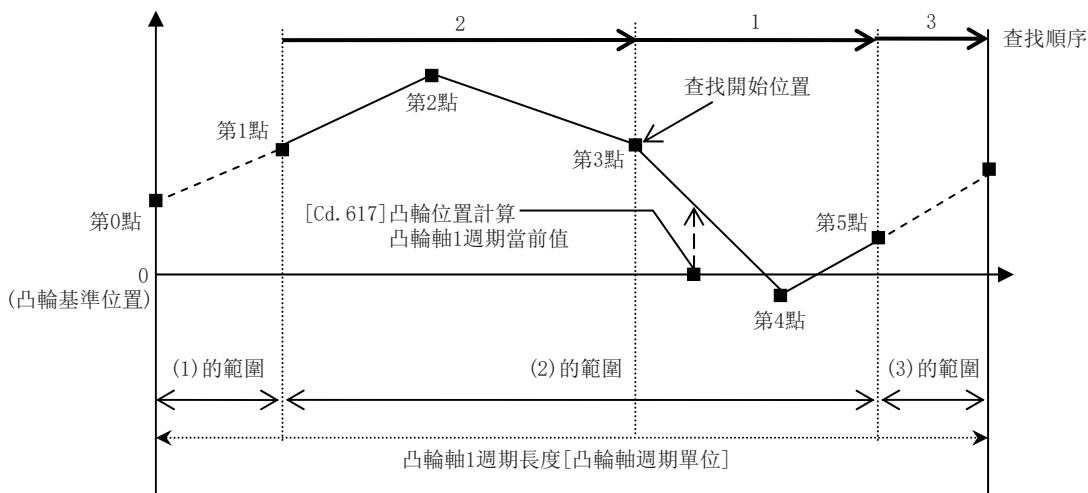 2
1
3
查找順序
第2點
查找開始位置
第1點
第3點
第0點
[Cd.617]凸輪位置計算
凸輪軸1週期當前值
第5點
0
(凸輪基準位置)
第4點
(1)的範圍
(2)的範圍
(3)的範圍
凸輪軸1週期長度[凸輪軸週期單位]